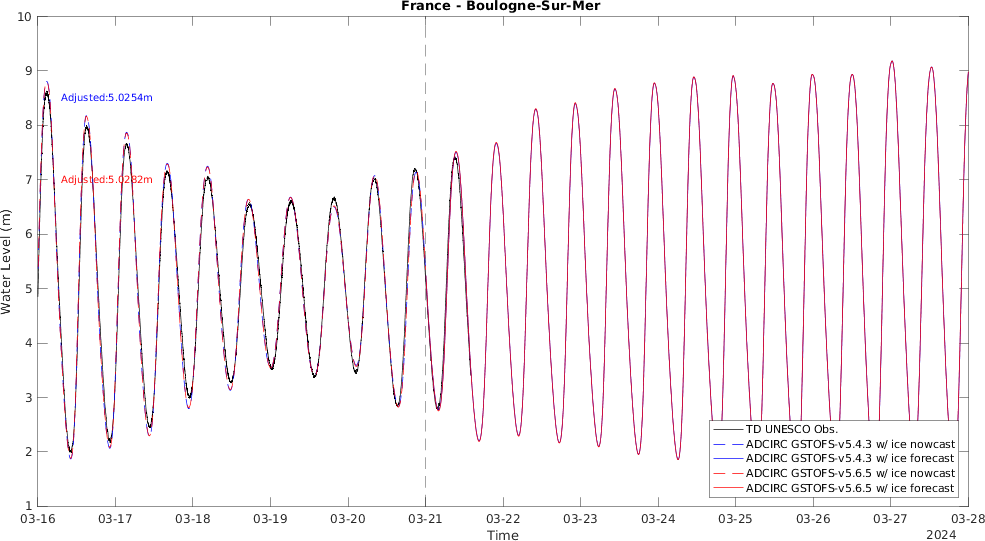 France - Boulogne-Sur-Mer
10
9
8
7
6
5
4
3
2
1
Water Level (m)
Adjusted:5.0254m
Adjusted:5.0282m
TD UNESCO Obs.
ADCIRC GSTOFS-v5.4.3 w/ ice nowcast
ADCIRC GSTOFS-v5.4.3 w/ ice forecast
ADCIRC GSTOFS-v5.6.5 w/ ice nowcast
ADCIRC GSTOFS-v5.6.5 w/ ice forecast
03-16 03-17 03-18 03-19 03-20 03-21 03-22 03-23 03-24 03-25 03-26 03-27 03-28
Time
2024